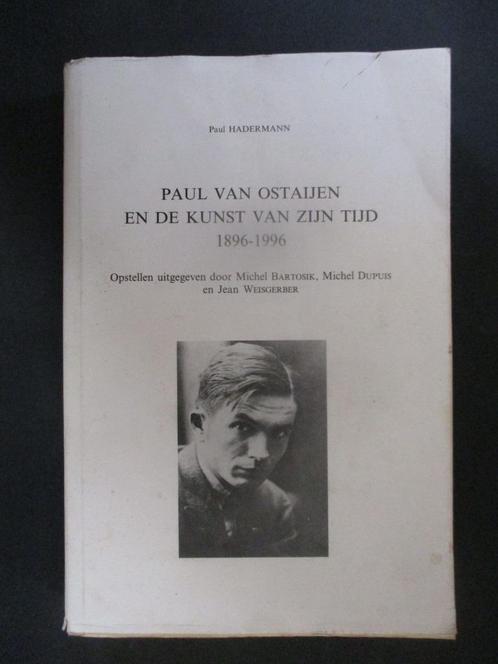 Paul HADERMANN
PAUL VAN OSTAIJEN
EN DE KUNST VAN ZIJN TIJD
1896-1996
Opstellen uitgegeven door Michel BARTOSIK, Michel DUPUIS
en Jean WEISGERBER